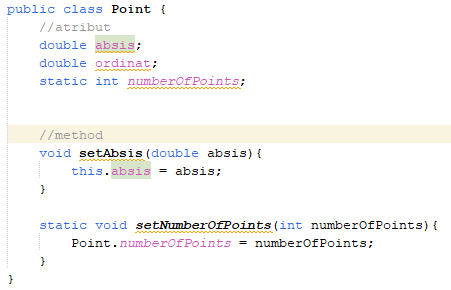 public class Point {
    //atribut
    double absis;
    double ordinat;
    static int numberOfPoints;
    //method
    void setAbsis(double absis){
        this.absis = absis;
    }
    static void setNumberOfPoints(int numberOfPoints){
        Point.numberOfPoints = numberOfPoints;
    }
}